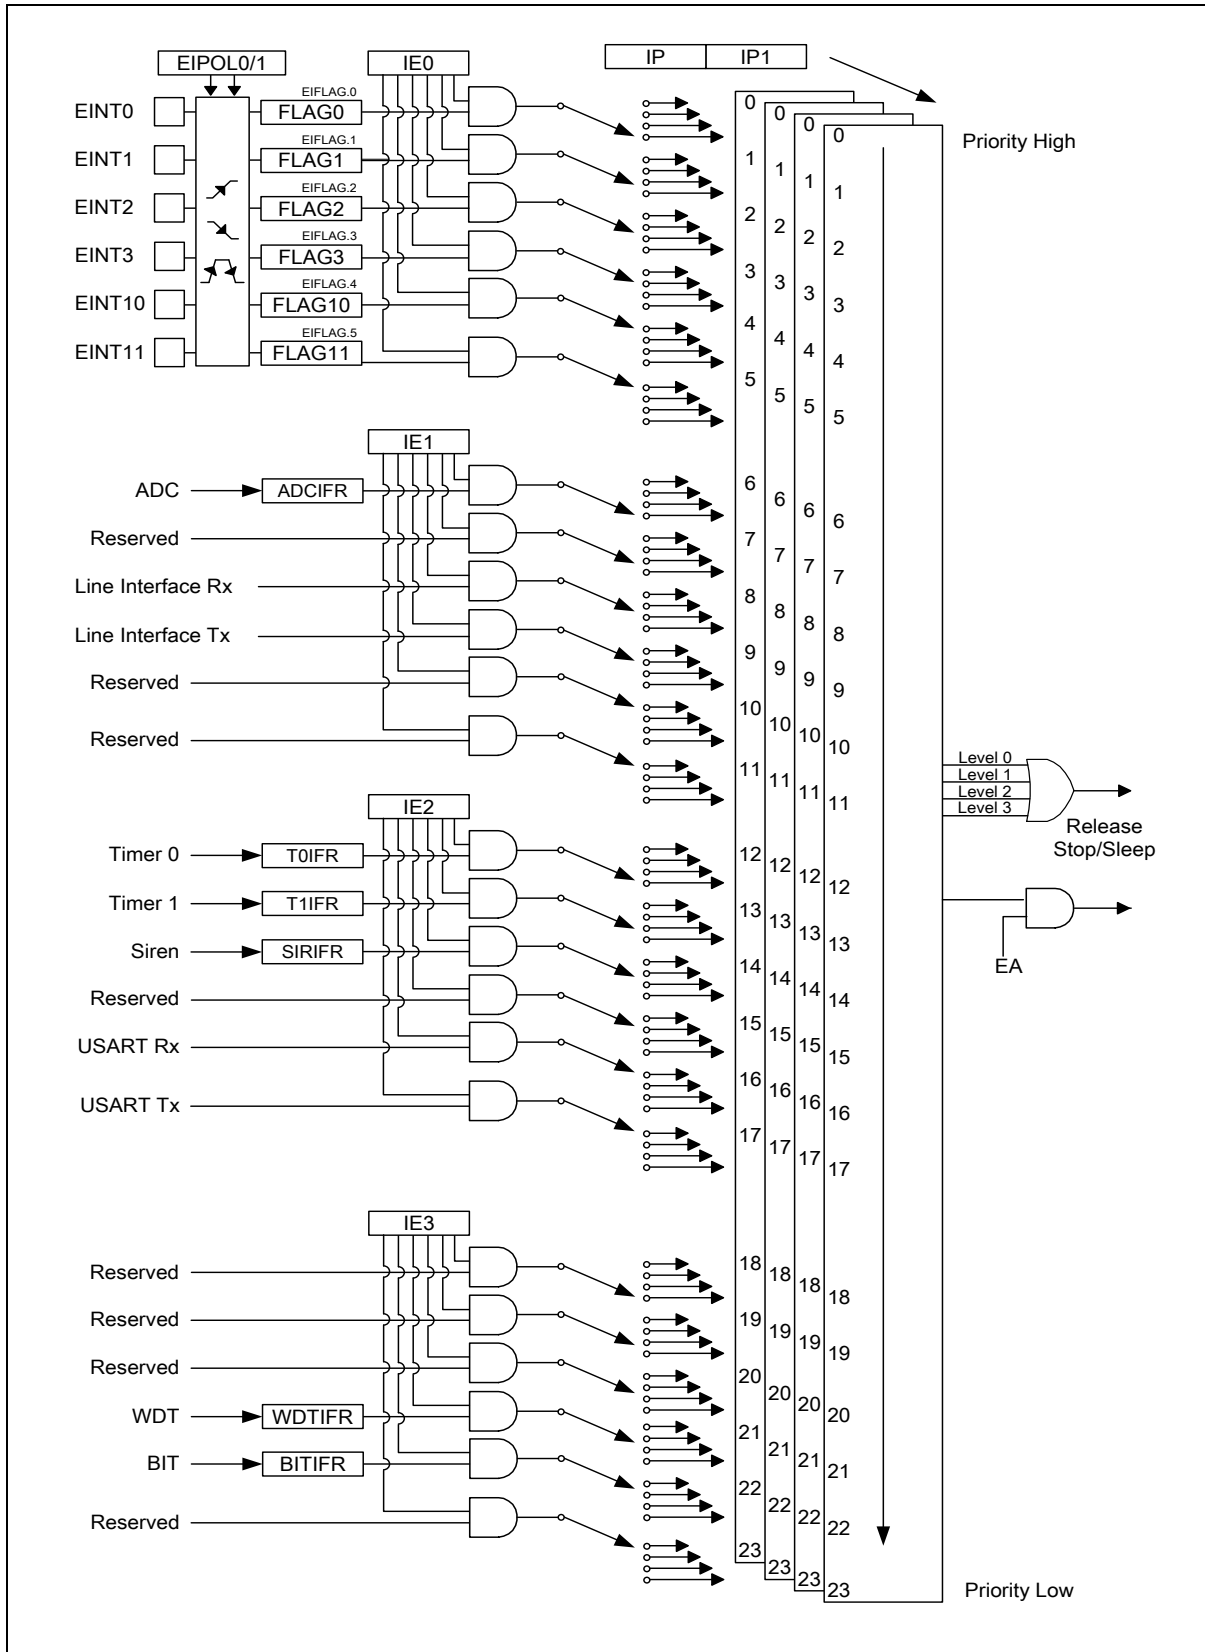 EIPOL0/1
IE0
IP IP1
EINT0
EIFLAG.0
FLAG0
EINT1
EIFLAG.1
FLAG1
EINT2
EIFLAG.2
FLAG2
EINT3
EIFLAG.3
FLAG3
EINT10
EIFLAG.4
FLAG10
EINT11
EIFLAG.5
FLAG11
0 0 0 0
Priority High
1 1 1 1
2 2 2 2
3 3 3 3
4 4 4 4
5 5 5 5
IE1
ADC ADCIFR
Reserved
Line Interface Rx
Line Interface Tx
Reserved
Reserved
6 6 6 6
7 7 7 7
8 8 8 8
9 9 9 9
10 10 10 10
11 11 11 11
Level 0
Level 1
Level 2
Level 3
Release
Stop/Sleep
IE2
Timer 0 T0IFR
Timer 1 T1IFR
Siren SIRIFR
Reserved
USART Rx
USART Tx
12 12 12 12
13 13 13 13
14 14 14 14
15 15 15 15
16 16 16 16
17 17 17 17
EA
IE3
Reserved
Reserved
Reserved
WDT WDTIFR
BIT BITIFR
Reserved
18 18 18 18
19 19 19 19
20 20 20 20
21 21 21 21
22 22 22 22
23 23 23 23
Priority Low